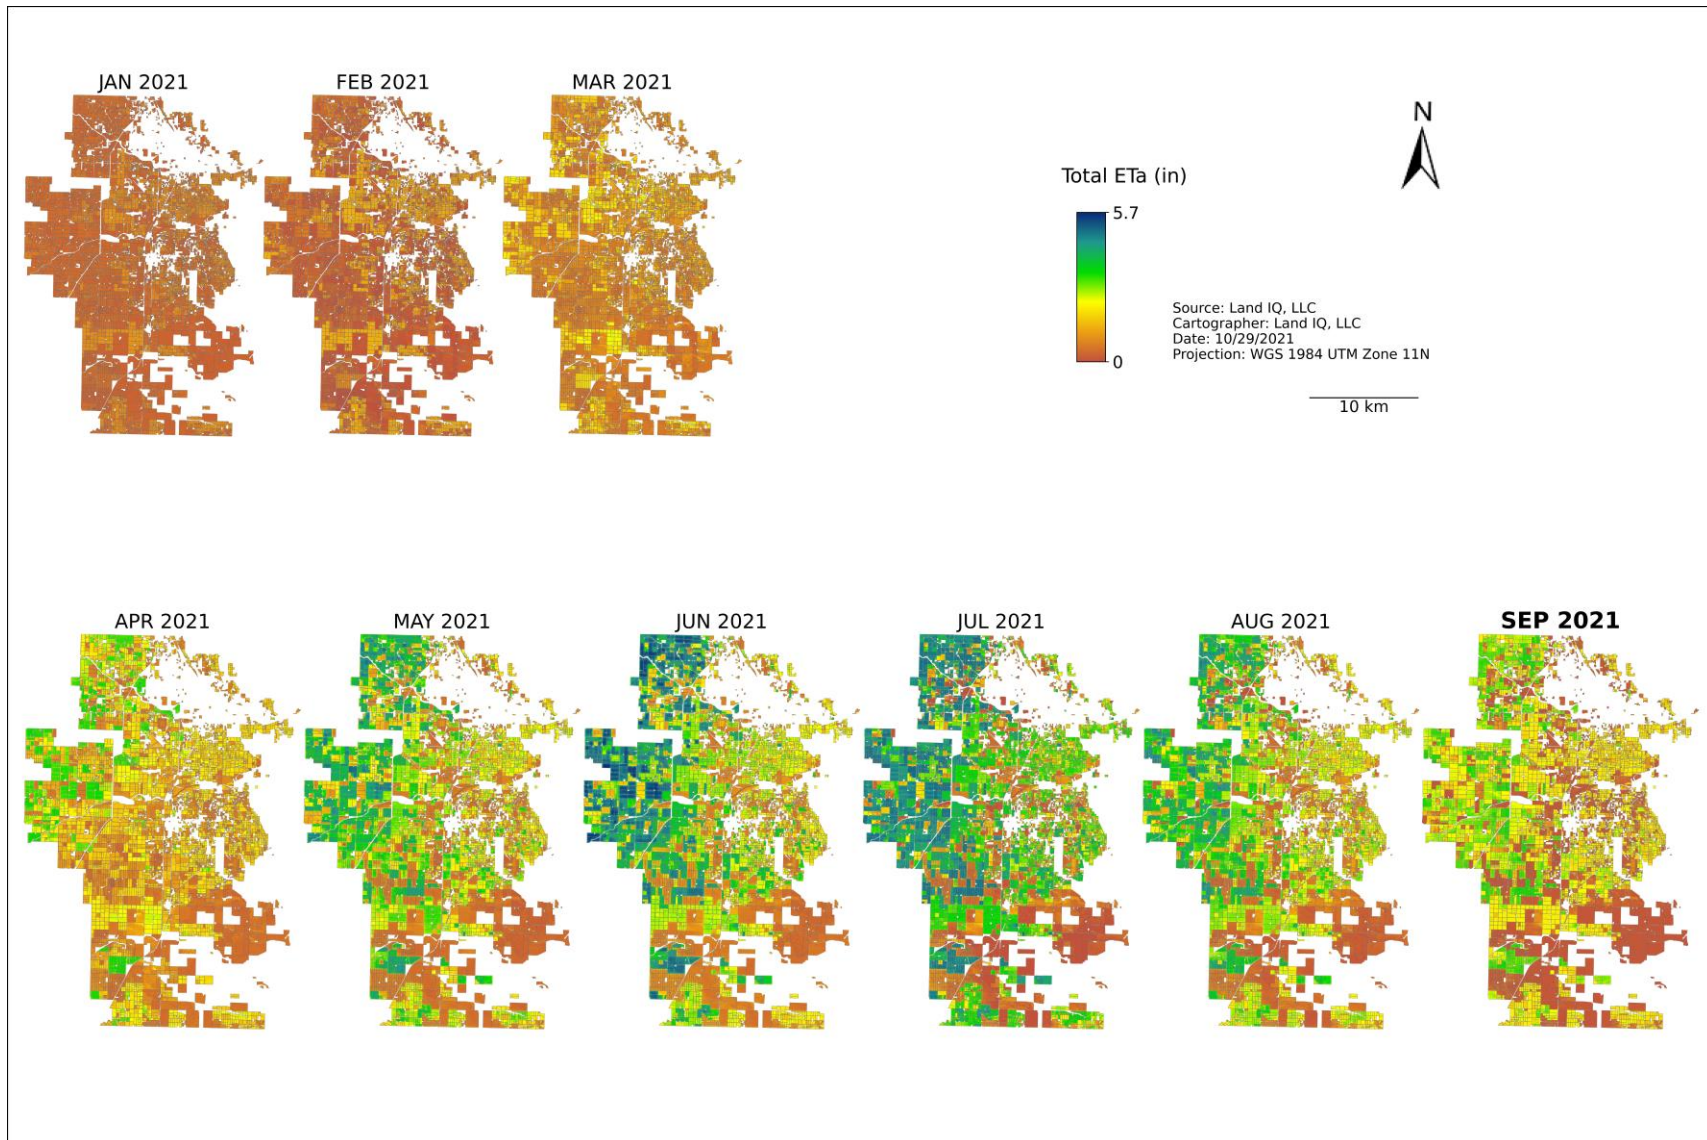 JAN 2021
FEB 2021
MAR 2021
N
Total ETa (in)
5.7
0
Source: Land IQ, LLC
Cartographer: Land IQ, LLC
Date: 10/29/2021
Projection: WGS 1984 UTM Zone 11N
10 km
APR 2021
MAY 2021
JUN 2021
JUL 2021
AUG 2021
SEP 2021